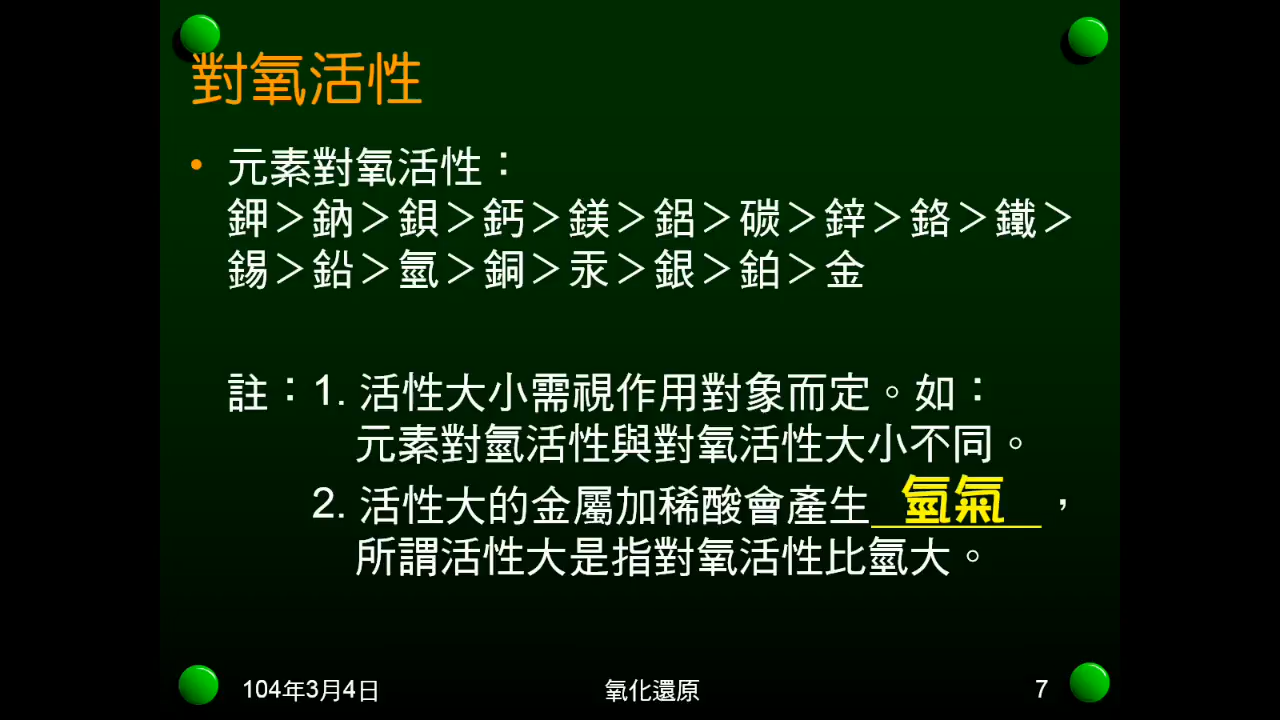 對氧活性
• 元素對氧活性：
鉀＞鈉＞鋇＞鈣＞鎂＞鋁＞碳＞鋅＞鉻＞鐵＞
錫＞鉛＞氫＞銅＞汞＞銀＞鉑＞金
註：1. 活性大小需視作用對象而定。如：
元素對氫活性與對氧活性大小不同。
2. 活性大的金屬加稀酸會產生 氫氣 ，
所謂活性大是指對氧活性比氫大。
104年3月4日 氧化還原 7